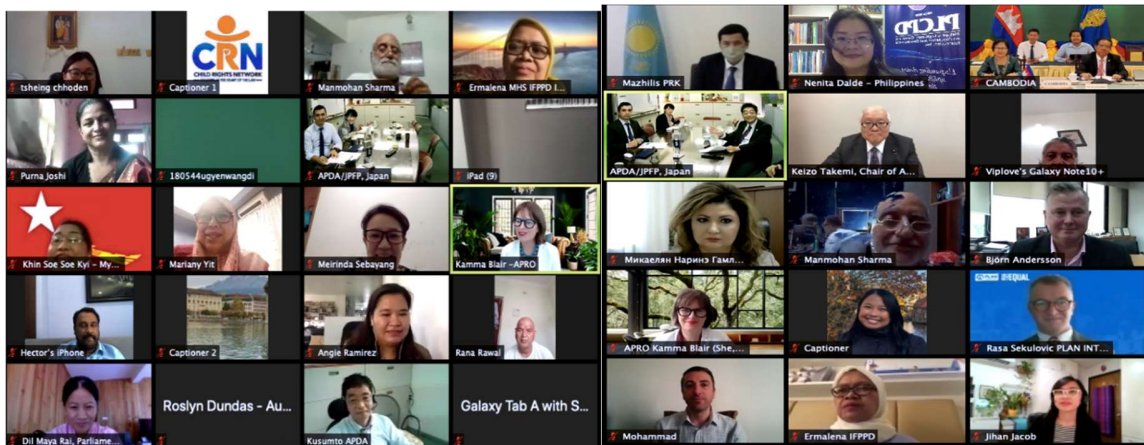 tsheing chhoden
CRN
CHILD RIGHTS NETWORK
Captioner 1
Manmohan Sharma
Ermalena MHS IFPPD I...
Purna Joshi
180544ugyenwangdi
APDA/JPFP, Japan
iPad (9)
Khin Soe Soe Kyi - My...
Mariany Yit
Meirinda Sebayang
Kamma Blair -APRO
Hector's iPhone
Captioner 2
Angie Ramirez
Rana Rawal
Dil Maya Rai, Parliame...
Roslyn Dundas - Au...
Kusumto APDA
Galaxy Tab A with S...
Mazhilis PRK
PLCPD
Nenita Dalde – Philippines
CAMBODIA
APDA/JPFP, Japan
Keizo Takemi, Chair of A...
Viplove's Galaxy Note10+
Микаелян Наринэ Гамл...
Manmohan Sharma
Björn Andersson
APRO Kamma Blair (She,...
Captioner
EQUAL
Rasa Sekulovic PLAN INT...
Mohammad
Ermalena IFPPD
Jihan Jacob